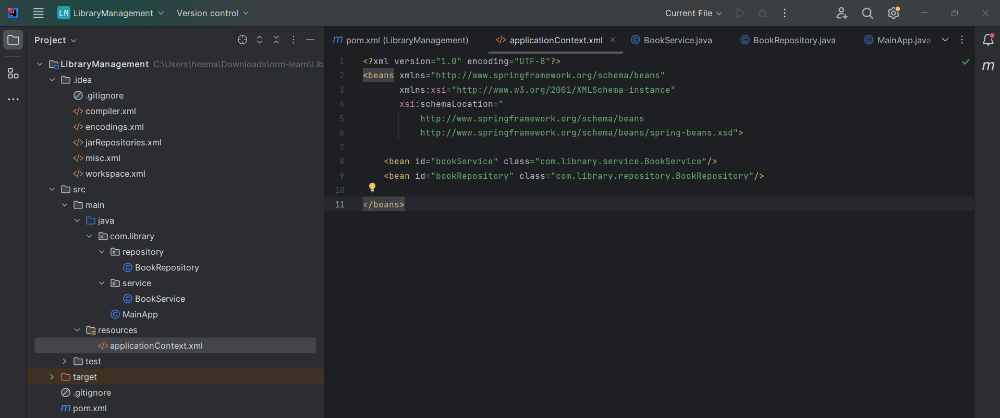 LM LibraryManagement Version control Current File
Project
LibraryManagement C:\Users\heema\Downloads\orm-learn\Lib
.idea
.gitignore
compiler.xml
encodings.xml
jarRepositories.xml
misc.xml
workspace.xml
src
main
java
com.library
repository
BookRepository
service
BookService
MainApp
resources
applicationContext.xml
test
target
.gitignore
m pom.xml
m pom.xml (LibraryManagement) applicationContext.xml BookService.java BookRepository.java MainApp.java
1 <?xml version="1.0" encoding="UTF-8"?>
2 <beans xmlns="http://www.springframework.org/schema/beans"
3 xmlns:xsi="http://www.w3.org/2001/XMLSchema-instance"
4 xsi:schemaLocation="
5 http://www.springframework.org/schema/beans
6 http://www.springframework.org/schema/beans/spring-beans.xsd">
7
8 <bean id="bookService" class="com.library.service.BookService"/>
9 <bean id="bookRepository" class="com.library.repository.BookRepository"/>
10
11 </beans>
m